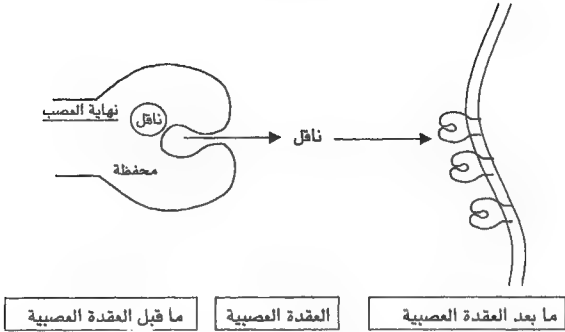 نهاية العصب
ناقل
ناقل
محفظة
ما بعد العقدة العصبية
العقدة العصبية
ما قبل العقدة العصبية